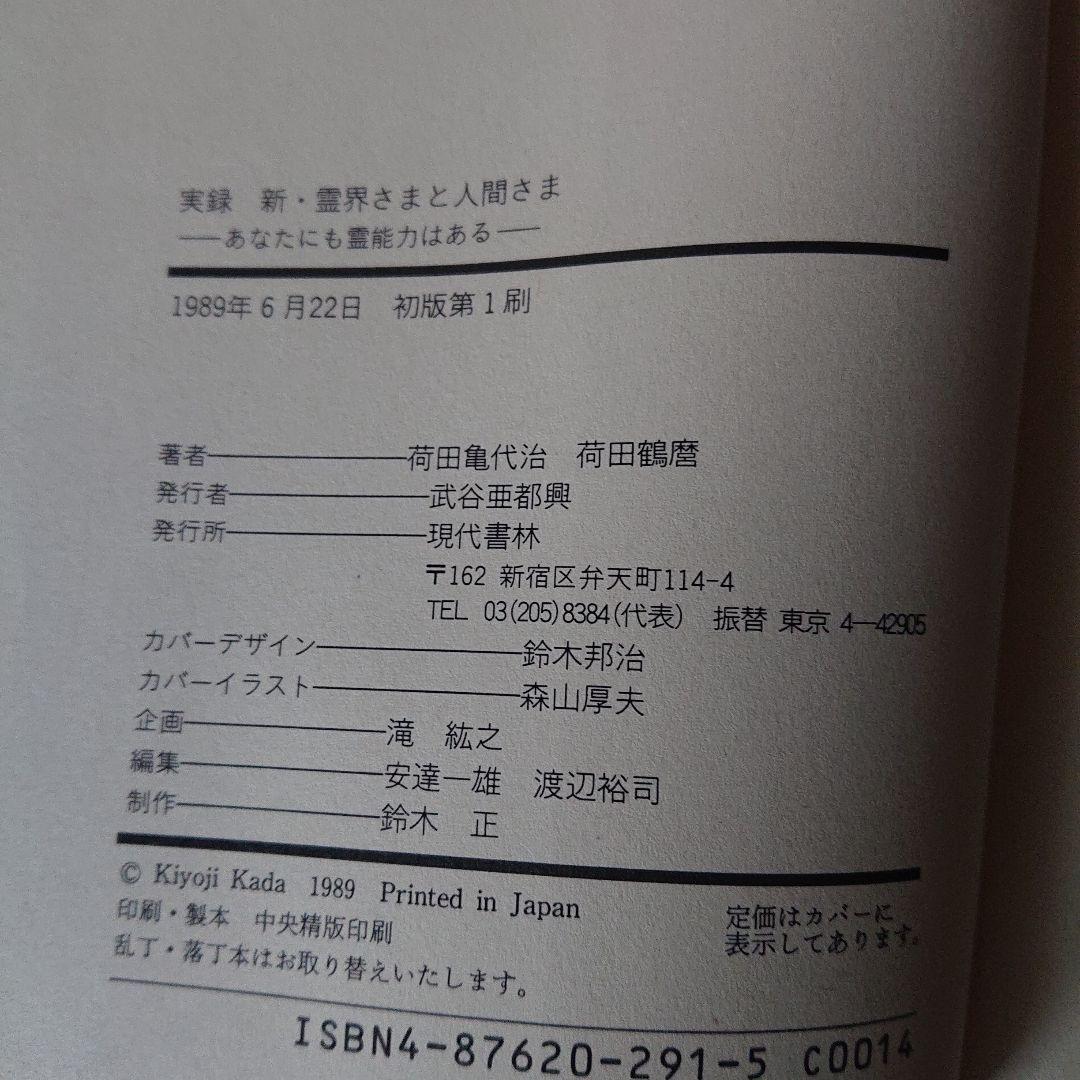 実録 新・霊界さまと人間さま
――あなたにも霊能力はある――
1989年6月22日 初版第1刷
著者――――――荷田亀代治 荷田鶴麿
発行者――――――武谷亜都興
発行所――――――現代書林
〒162 新宿区弁天町114-4
TEL 03(205)8384(代表) 振替 東京 4―42905
カバーデザイン――――――鈴木邦治
カバーイラスト――――――森山厚夫
企画――――――滝 紘之
編集――――――安達一雄 渡辺裕司
制作――――――鈴木 正
© Kiyoji Kada 1989 Printed in Japan
印刷・製本 中央精版印刷
乱丁・落丁本はお取り替えいたします。
定価はカバーに
表示してあります。
ISBN4-87620-291-5 C0014